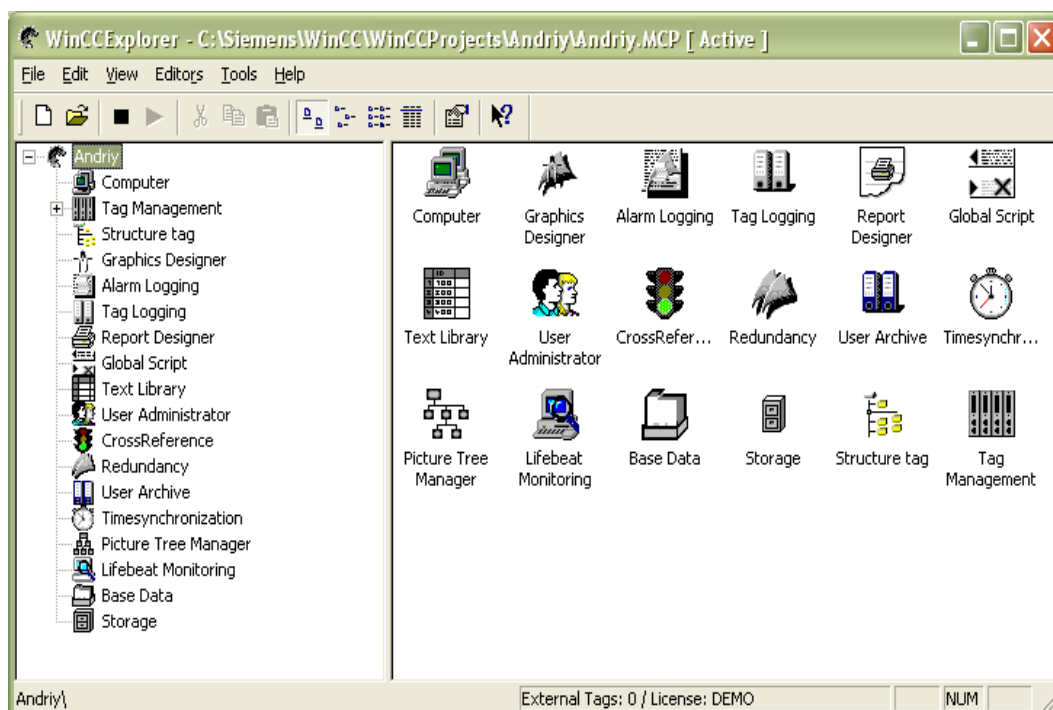 WinCCExplorer - C:\Siemens\WinCC\WinCCProjects\Andriy\Andriy.MCP [ Active ]
File Edit View Editors Tools Help
Andriy
Computer
Tag Management
Structure tag
Graphics Designer
Alarm Logging
Tag Logging
Report Designer
Global Script
Text Library
User Administrator
CrossReference
Redundancy
User Archive
Timesynchronization
Picture Tree Manager
Lifebeat Monitoring
Base Data
Storage
Computer
Graphics
Designer
Alarm Logging
Tag Logging
Report
Designer
Global Script
Text Library
User
Administrator
CrossRefer...
Redundancy
User Archive
Timesynchr...
Picture Tree
Manager
Lifebeat
Monitoring
Base Data
Storage
Structure tag
Tag
Management
Andriy\
External Tags: 0 / License: DEMO
NUM